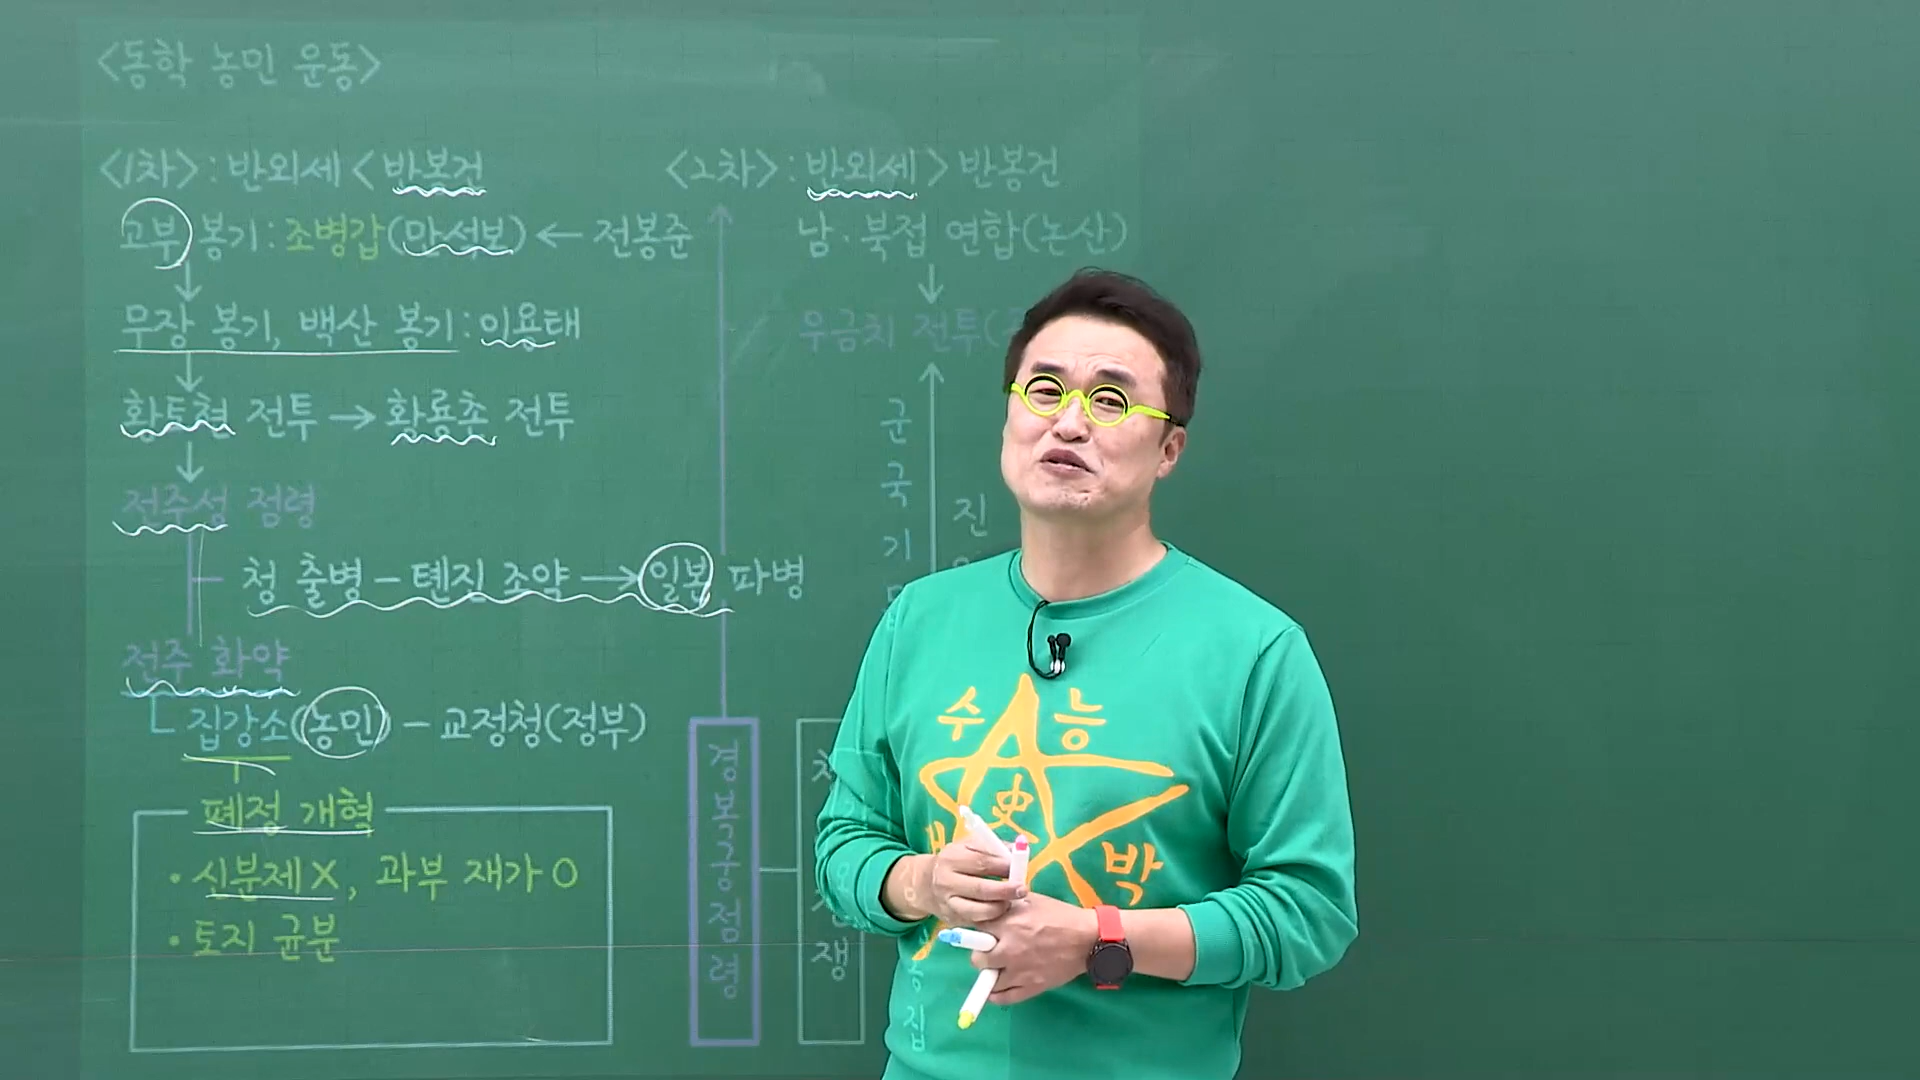 <동학 농민 운동>
<1차> : 반외세 < 반봉건
고부 봉기 : 조병갑(만석보) ← 전봉준
↓
무장 봉기, 백산 봉기 : 이용태
↓
황토현 전투 → 황룡촌 전투
↓
전주성 점령
청 출병 - 톈진 조약 → 일본 파병
전주 화약
집강소(농민) - 교정청(정부)
폐정 개혁
· 신분제 X, 과부 재가 O
· 토지 균분
<2차> : 반외세 > 반봉건
남·북접 연합(논산)
↓
우금치 전투(
군국기
진
경복궁 점령
쟁
집
수능
史
박